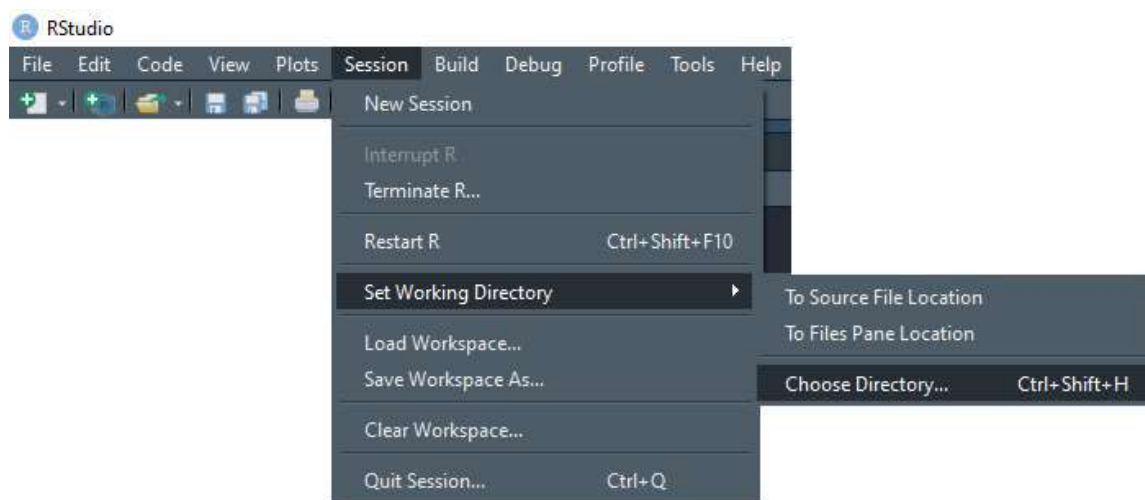 R RStudio
File Edit Code View Plots Session Build Debug Profile Tools Help
New Session
Interrupt R
Terminate R...
Restart R Ctrl+Shift+F10
Set Working Directory
To Source File Location
To Files Pane Location
Load Workspace...
Save Workspace As...
Choose Directory... Ctrl+Shift+H
Clear Workspace...
Quit Session... Ctrl+Q